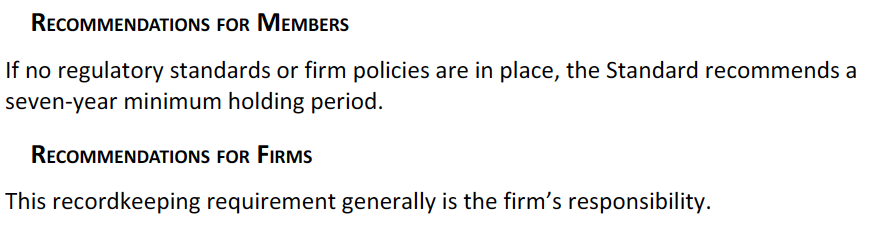 RECOMMENDATIONS FOR MEMBERS
If no regulatory standards or firm policies are in place, the Standard recommends a
seven-year minimum holding period.
RECOMMENDATIONS FOR FIRMS
This recordkeeping requirement generally is the firm’s responsibility.